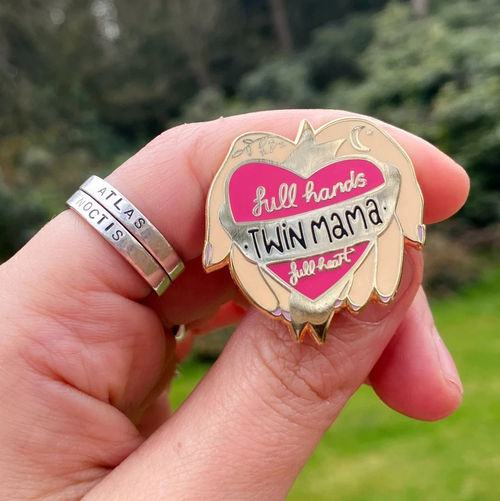 ATLAS
NOCTIS
full hands
·TWIN MAMA·
full heart